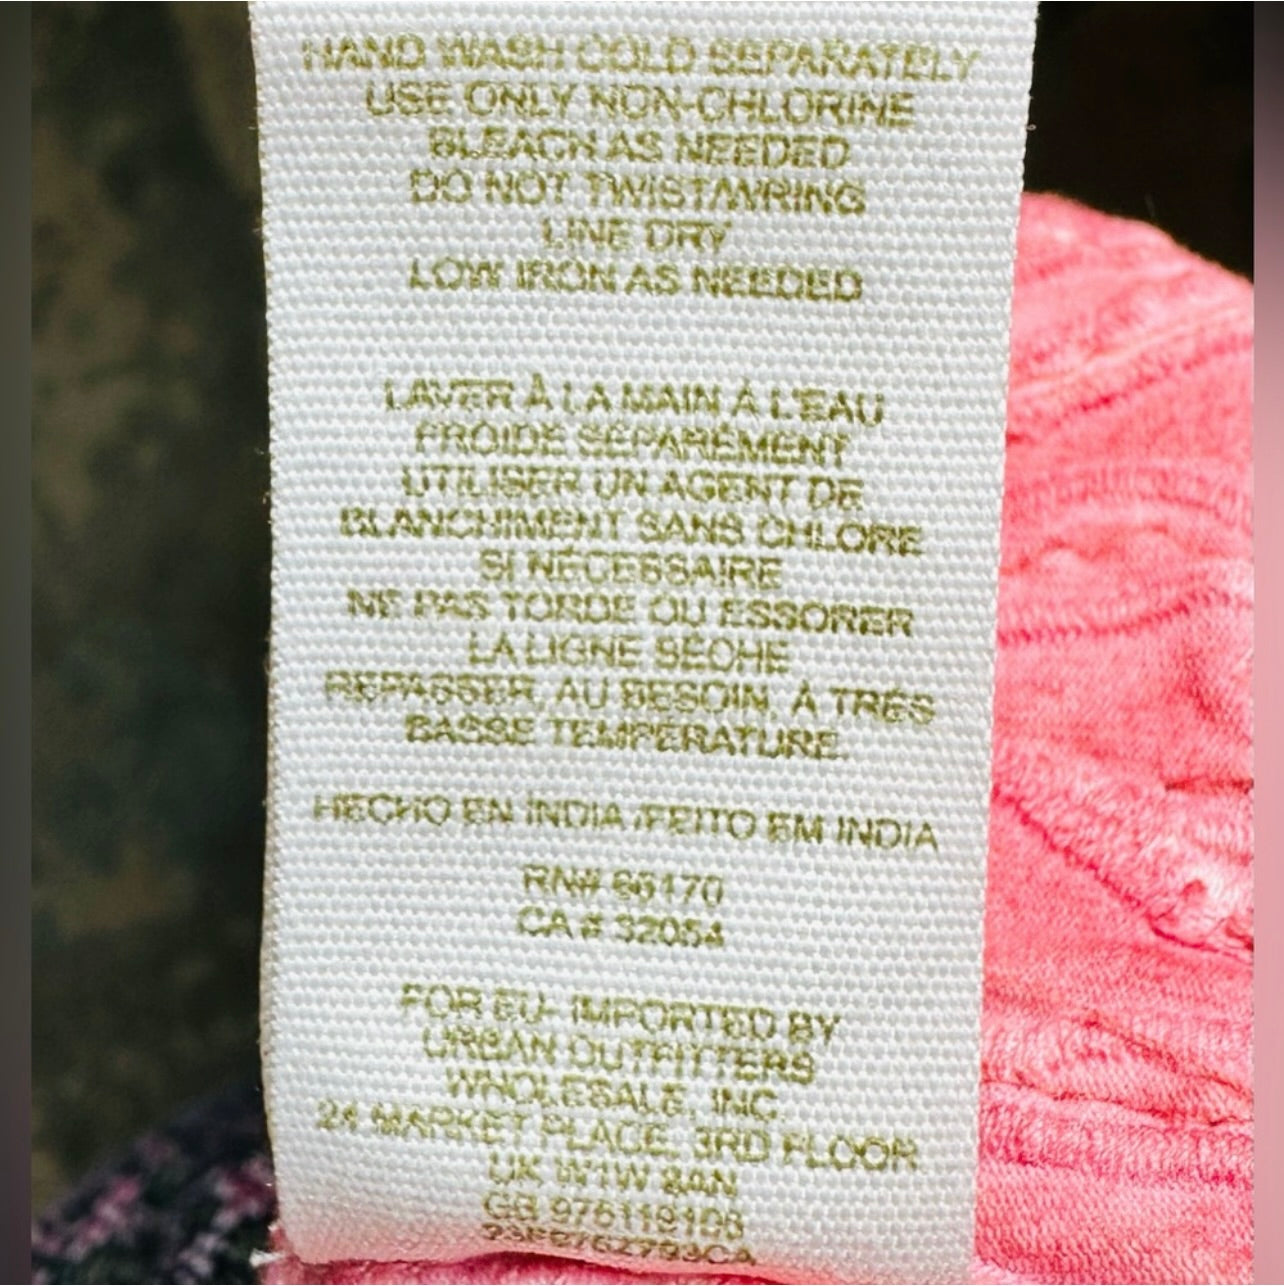 HAND WASH COLD SEPARATELY
USE ONLY NON-CHLORINE
BLEACH AS NEEDED
DO NOT TWIST/WRING
LINE DRY
LOW IRON AS NEEDED
LAVER À LA MAIN À L'EAU
FROIDE SÉPARÉMENT
UTILISER UN AGENT DE
BLANCHIMENT SANS CHLORE
SI NÉCESSAIRE
NE PAS TORDE OU ESSORER
LA LIGNE SÈCHE
REPASSER, AU BESOIN, À TRÈS
BASSE TEMPÉRATURE.
HECHO EN INDIA /FEITO EM INDIA
RN# 66170
CA # 32054
FOR EU- IMPORTED BY
URBAN OUTFITTERS
WHOLESALE, INC.
24 MARKET PLACE, 3RD FLOOR
UK W1W 8AN
GB 976119106